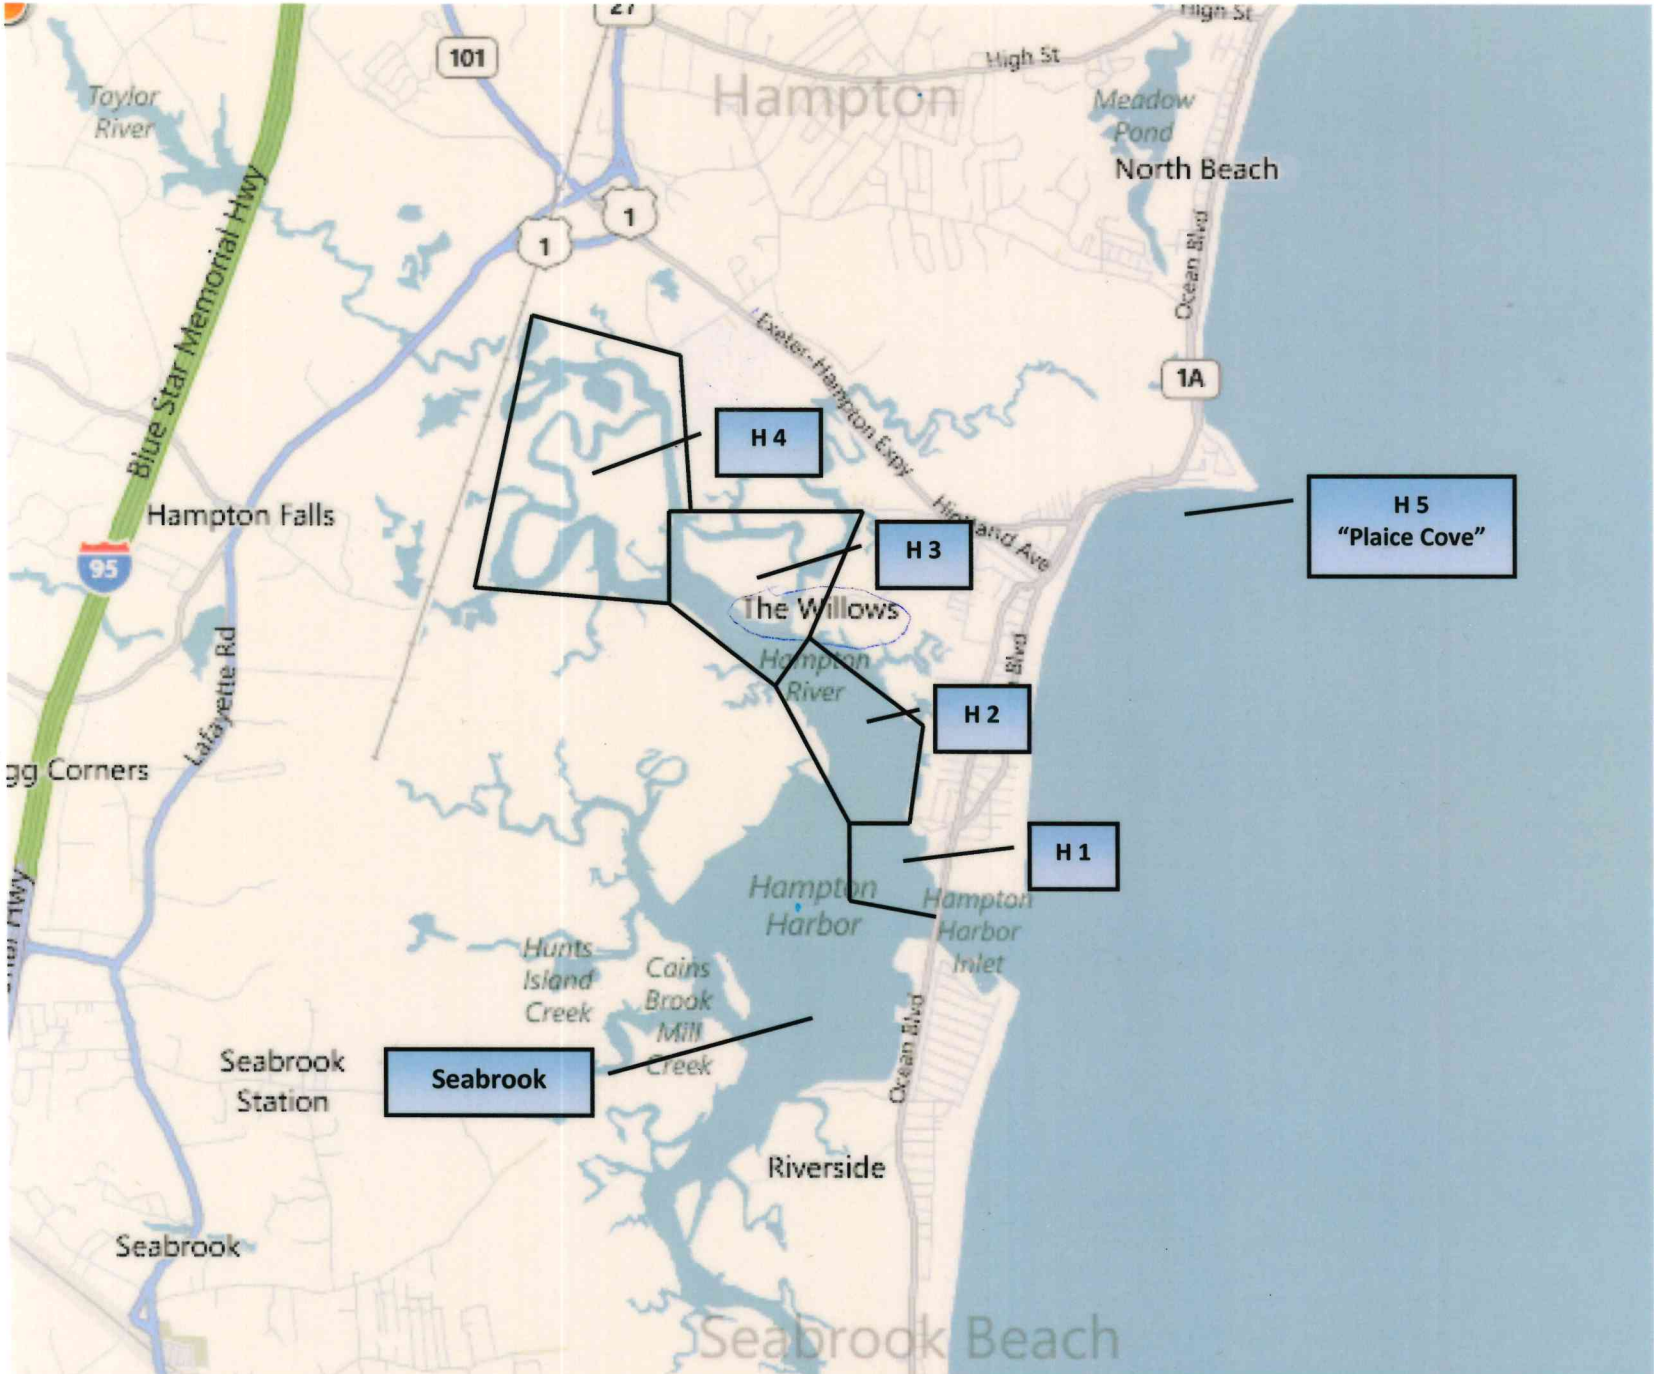 27
High St
101
High St
Hampton
Taylor
River
Meadow
Pond
North Beach
Blue Star Memorial Hwy
1
1
Ocean Blvd
Exeter-Hampton Expy
1A
H 4
Hampton Falls
H 5
"Plaice Cove"
Highland Ave
H 3
95
The Willows
Lafayette Rd
Hampton
River
Blvd
H 2
gg Corners
H 1
Hampton
Harbor
Hampton
Harbor
Inlet
Hwy
Hunts
Island
Creek
Cains
Brook
Mill
Creek
Ocean Blvd
Seabrook
Station
Seabrook
Riverside
Seabrook
Seabrook Beach